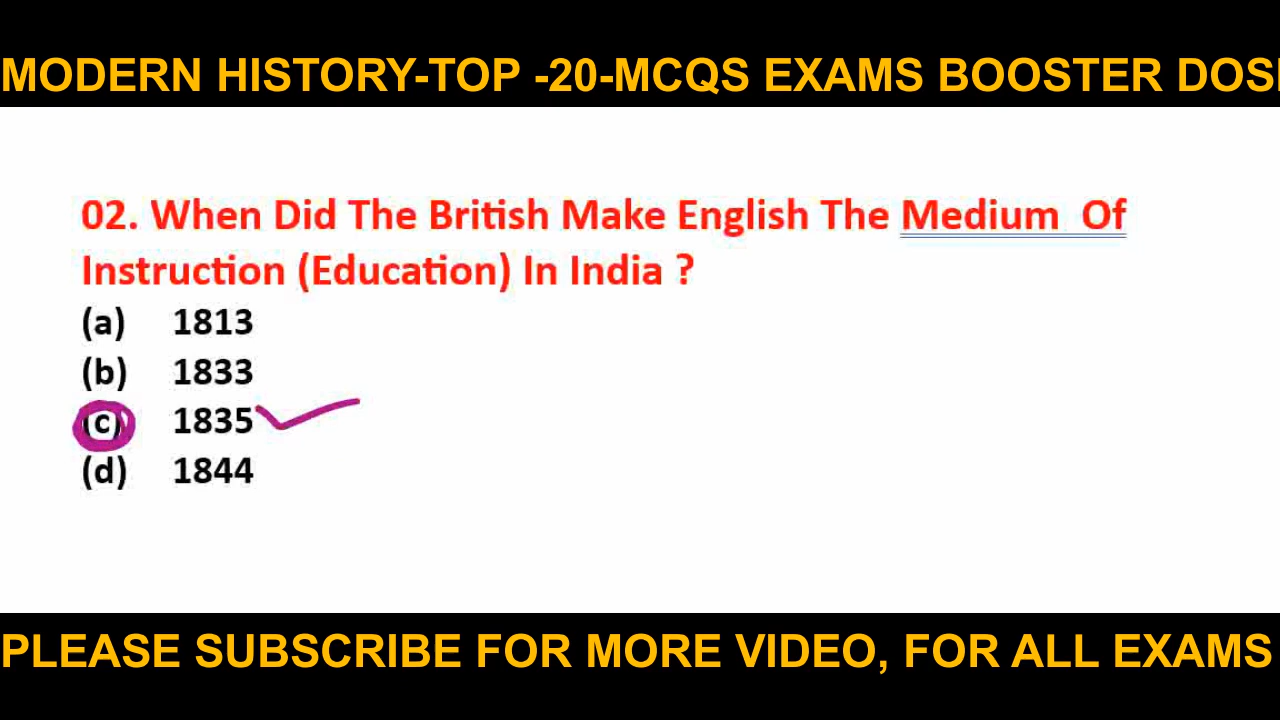 MODERN HISTORY-TOP -20-MCQS EXAMS BOOSTER DOS
02. When Did The British Make English The Medium Of
Instruction (Education) In India ?
(a) 1813
(b) 1833
(c) 1835
(d) 1844
PLEASE SUBSCRIBE FOR MORE VIDEO, FOR ALL EXAMS